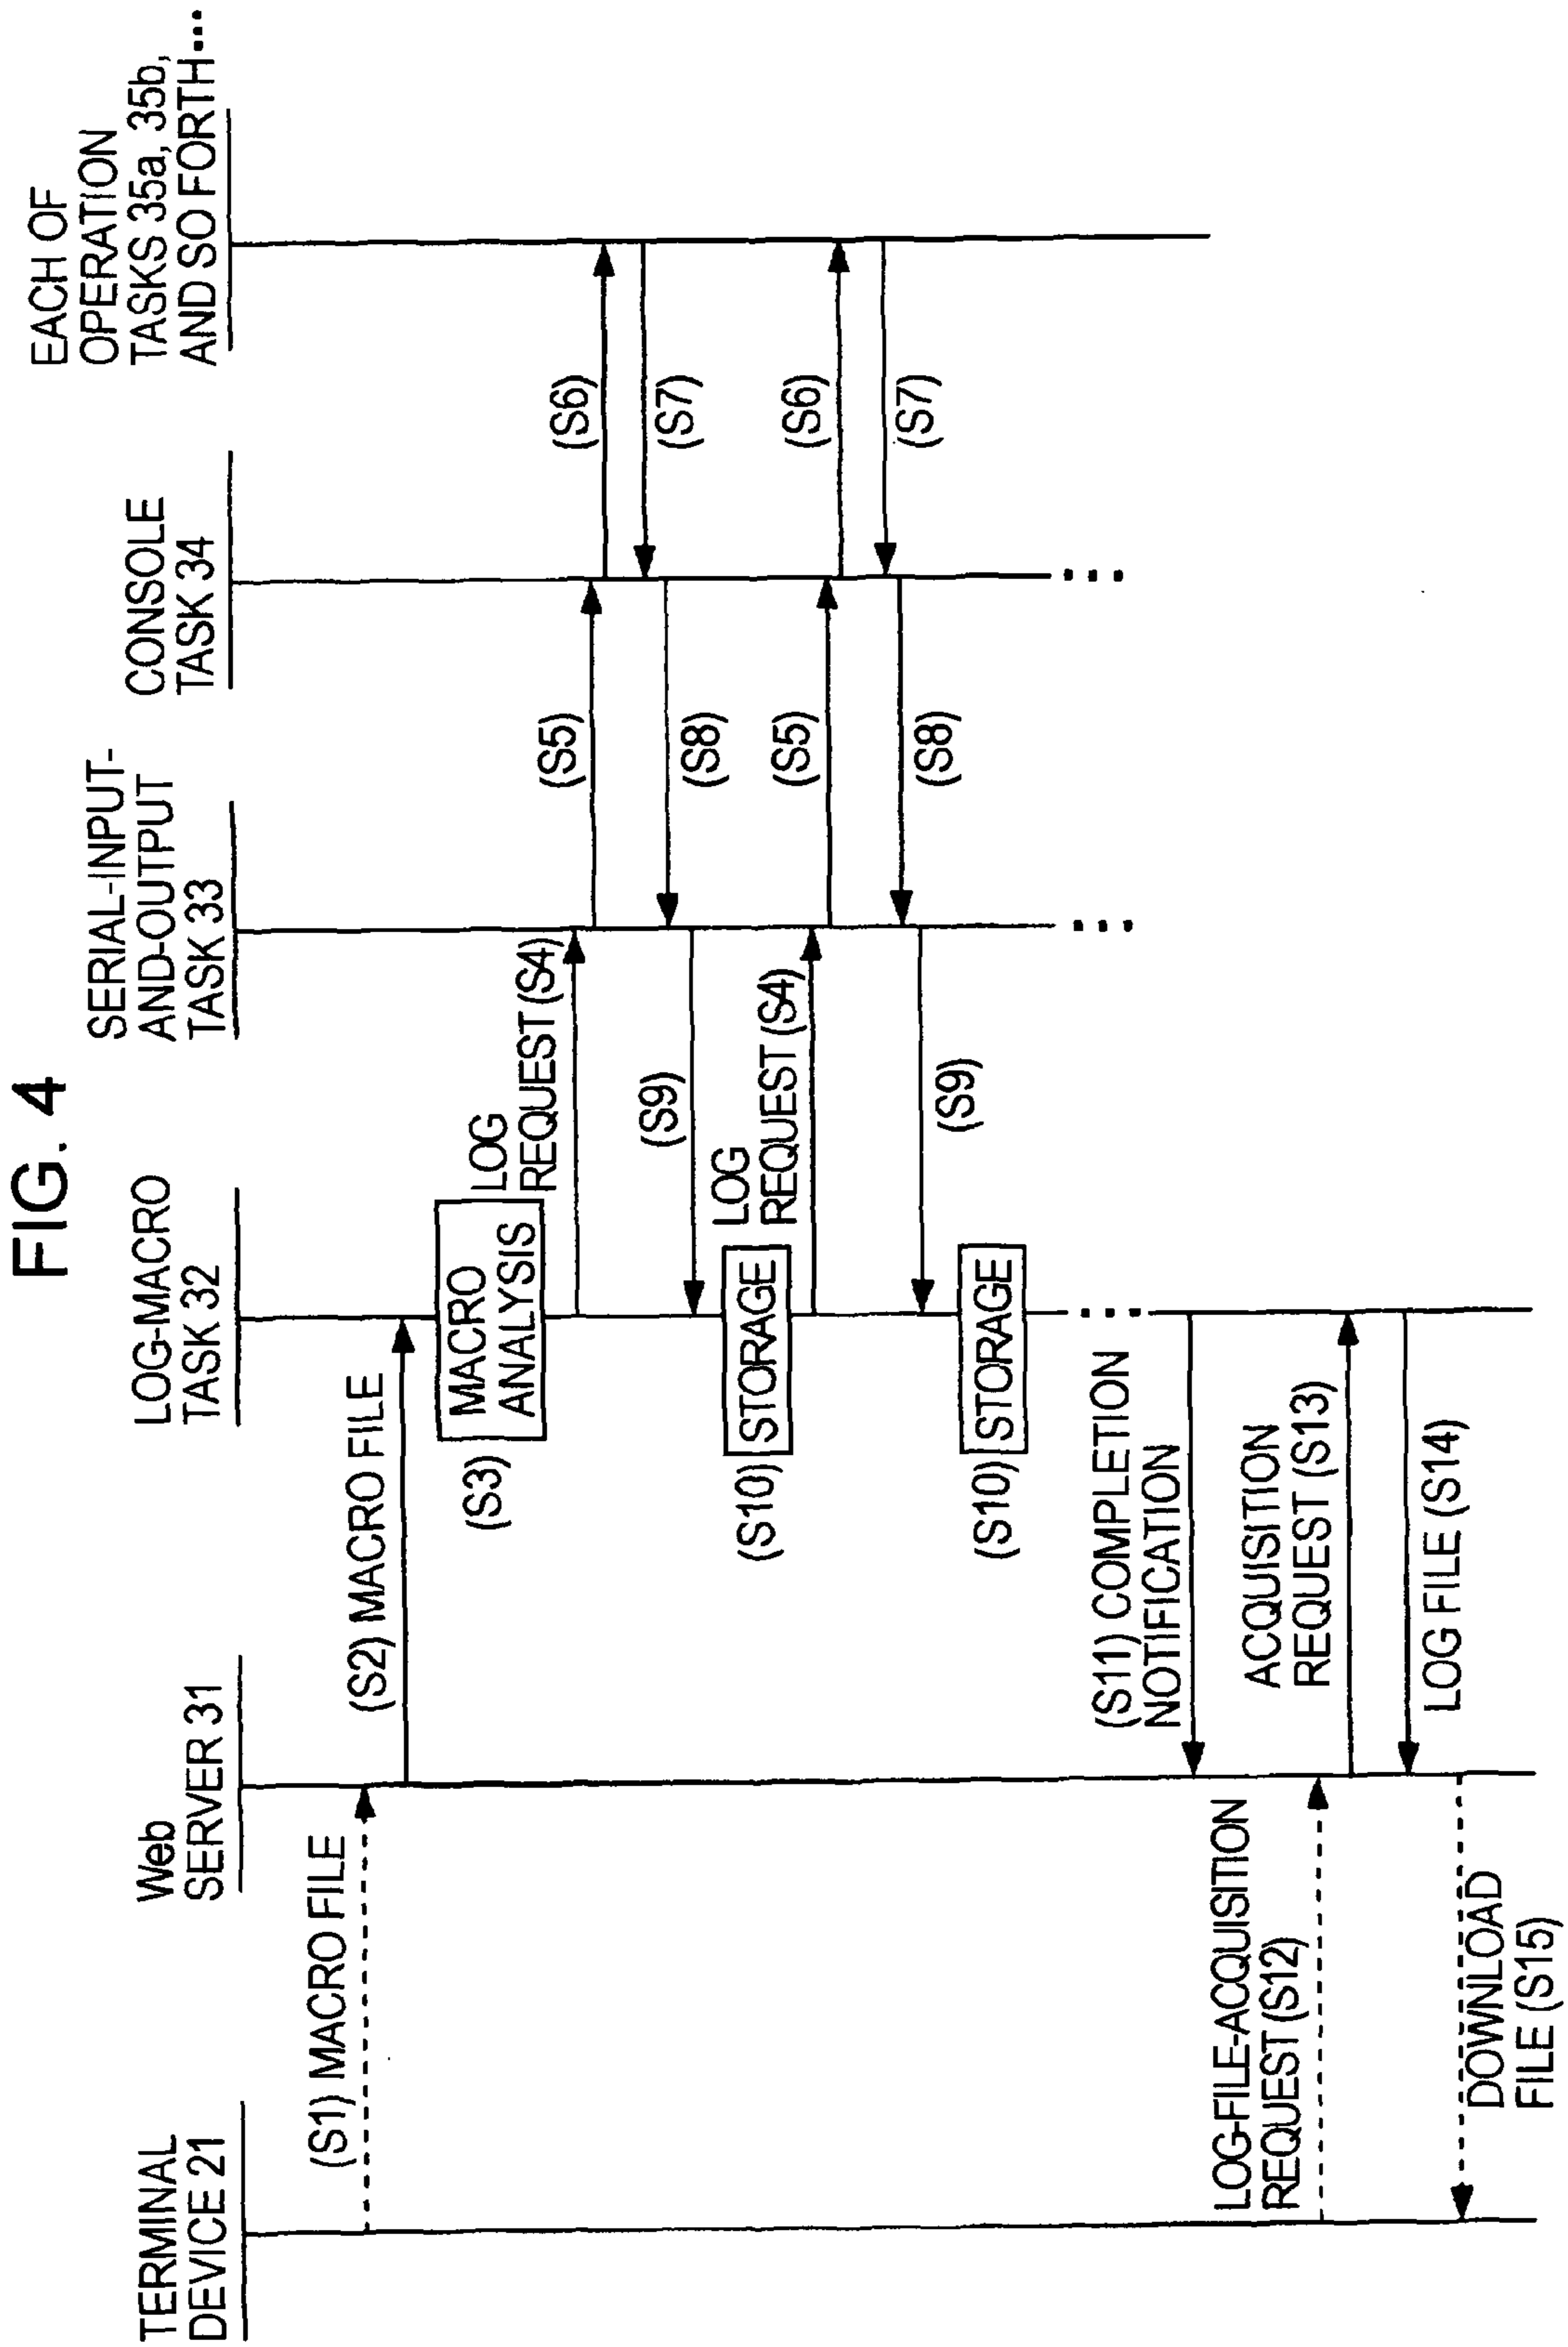 FIG. 4
TERMINAL
DEVICE 21
Web
SERVER 31
LOG-MACRO
TASK 32
SERIAL-INPUT-
AND-OUTPUT
TASK 33
CONSOLE
TASK 34
EACH OF
OPERATION
TASKS 35a, 35b,
AND SO FORTH...
(S1) MACRO FILE
(S2) MACRO FILE
(S3)
MACRO
ANALYSIS
LOG
REQUEST (S4)
(S5)
(S6)
(S7)
(S8)
(S9)
(S10)
STORAGE
LOG
REQUEST (S4)
(S5)
(S6)
(S7)
(S8)
(S9)
(S10)
STORAGE
(S11) COMPLETION
NOTIFICATION
LOG-FILE-ACQUISITION
REQUEST (S12)
ACQUISITION
REQUEST (S13)
LOG FILE (S14)
DOWNLOAD
FILE (S15)